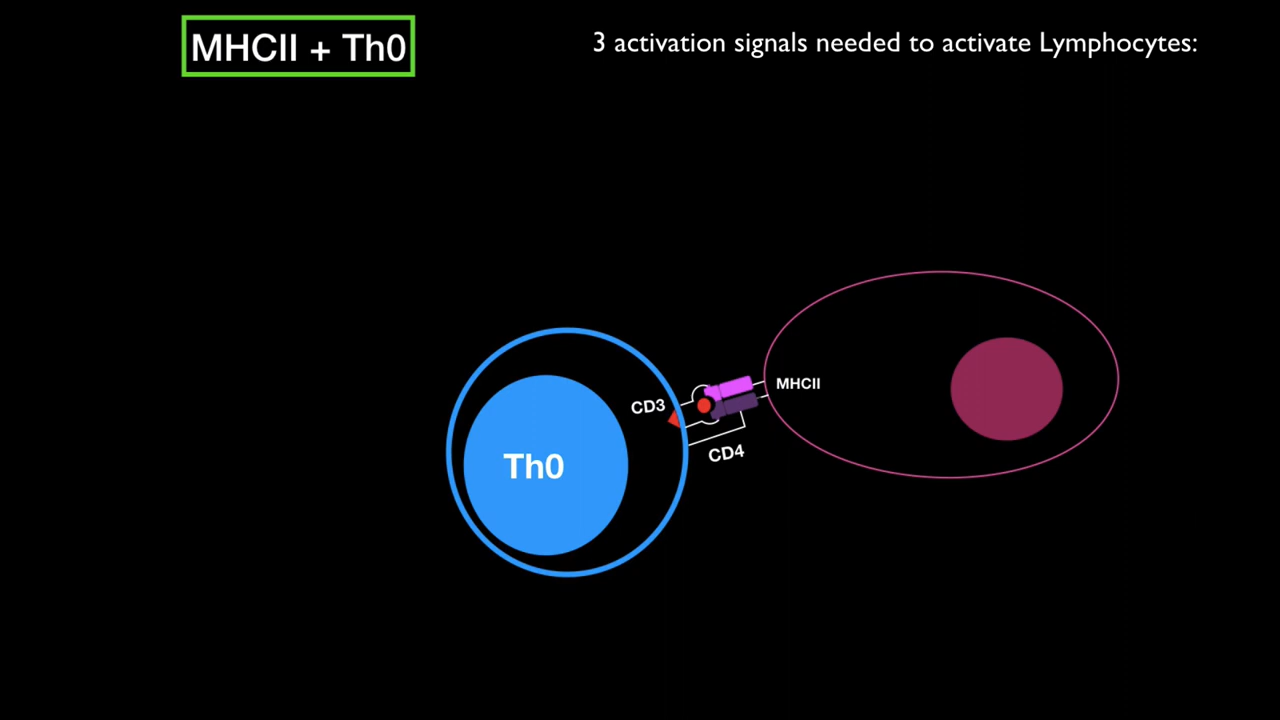 MHCII + Th0
3 activation signals needed to activate Lymphocytes:
MHCII
CD3
CD4
Th0